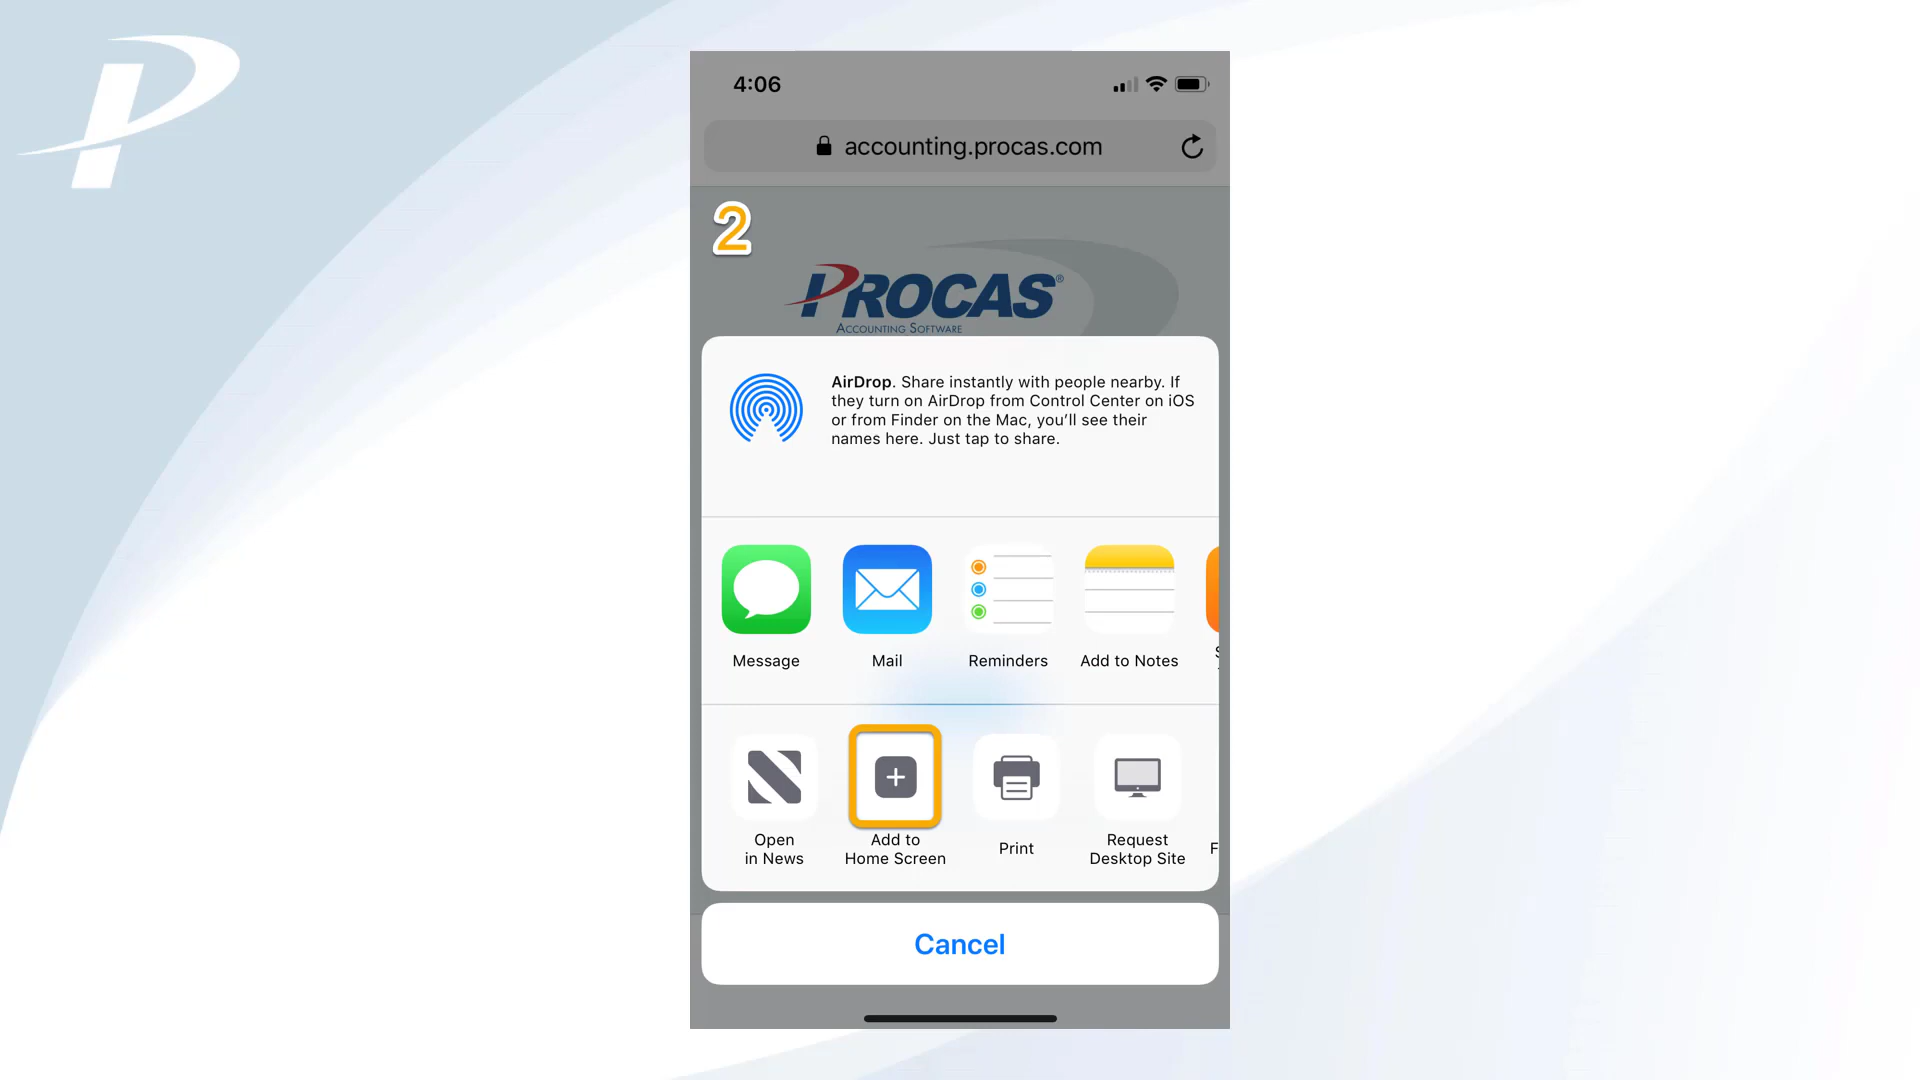 4:06
accounting.procas.com
2
PROCAS®
ACCOUNTING SOFTWARE
AirDrop. Share instantly with people nearby. If
they turn on AirDrop from Control Center on iOS
or from Finder on the Mac, you'll see their
names here. Just tap to share.
Message
Mail
Reminders
Add to Notes
Open
in News
Add to
Home Screen
Print
Request
Desktop Site
Cancel